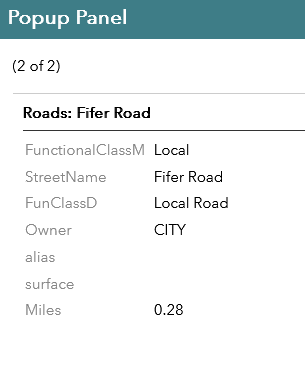 Popup Panel
(2 of 2)
Roads: Fifer Road
FunctionalClassM Local
StreetName Fifer Road
FunClassD Local Road
Owner CITY
alias
surface
Miles 0.28